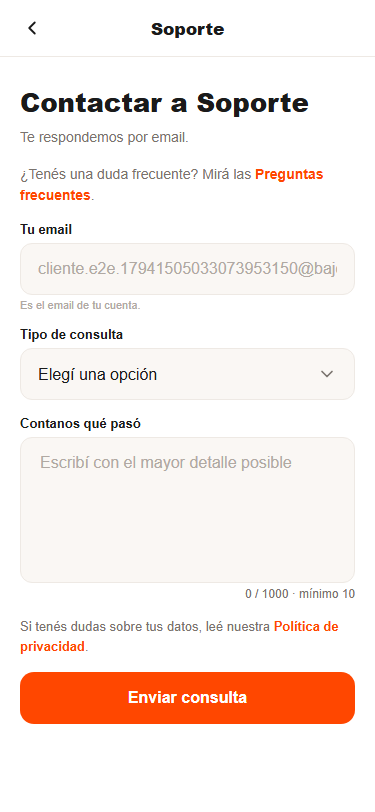 Soporte
Contactar a Soporte
Te respondemos por email.
¿Tenés una duda frecuente? Mirá las Preguntas
frecuentes.
Tu email
cliente.e2e.17941505033073953150@baj
Es el email de tu cuenta.
Tipo de consulta
Elegí una opción
Contanos qué pasó
Escribí con el mayor detalle posible
0 / 1000 · mínimo 10
Si tenés dudas sobre tus datos, leé nuestra Política de
privacidad.
Enviar consulta